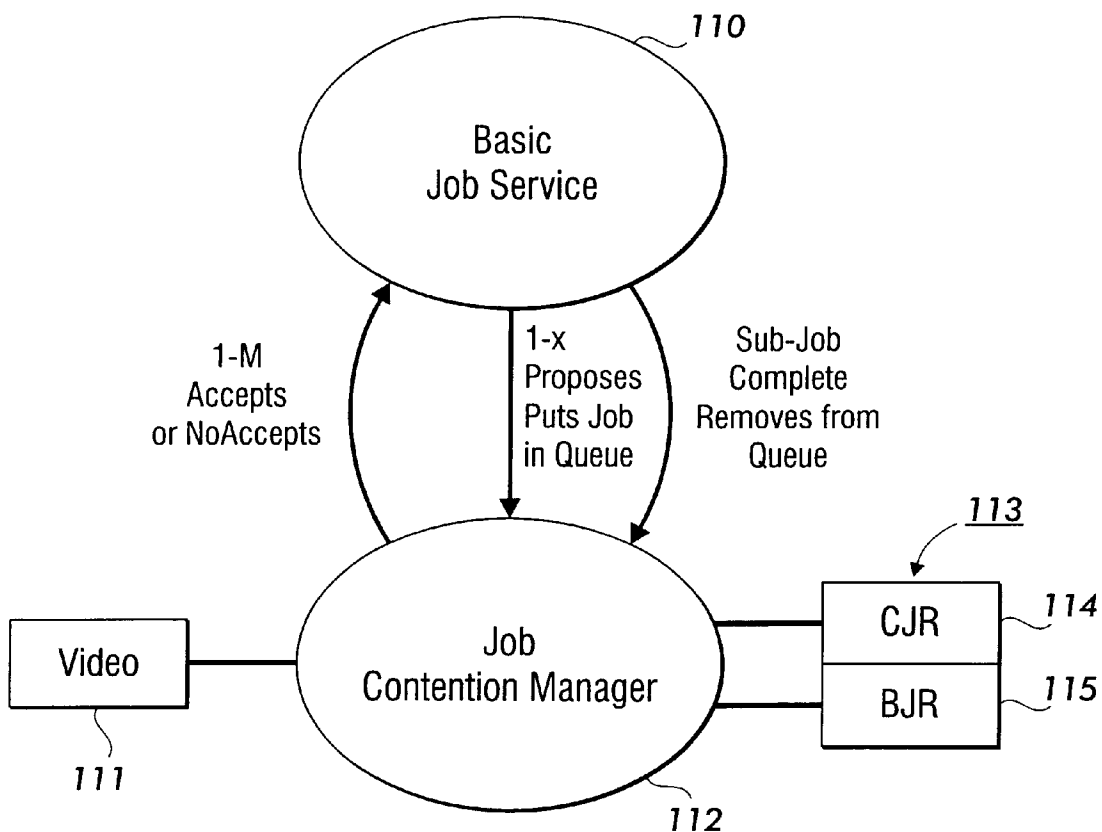 110
Basic
Job Service
1-M
Accepts
or NoAccepts
1-x
Proposes
Puts Job
in Queue
Sub-Job
Complete
Removes from
Queue
113
Video
111
Job
Contention Manager
112
CJR
114
BJR
115